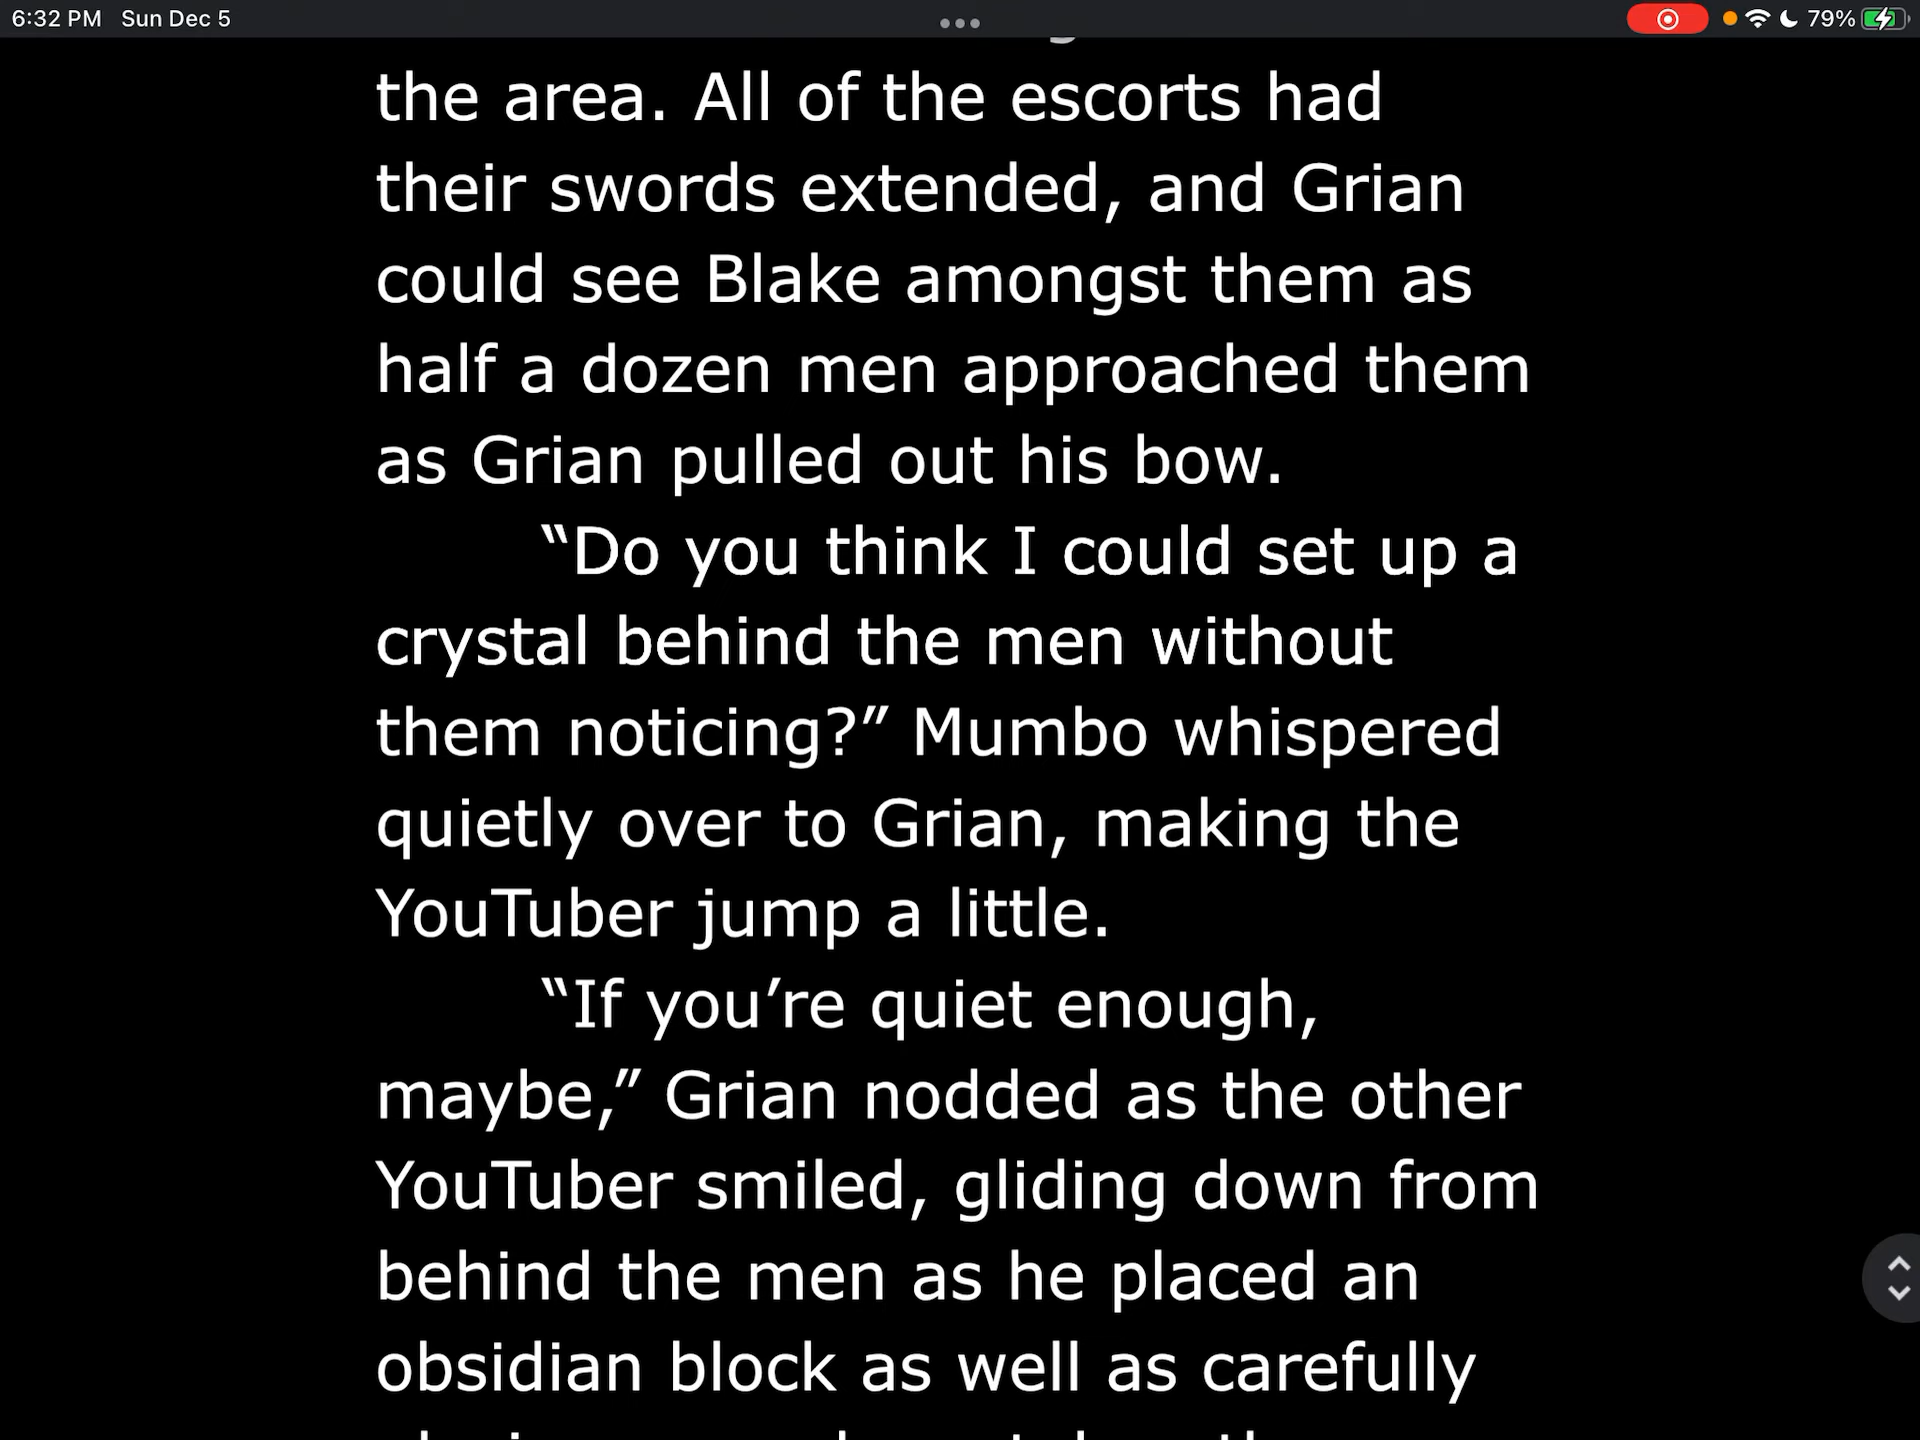 6:32 PM Sun Dec 5
79%
the area. All of the escorts had
their swords extended, and Grian
could see Blake amongst them as
half a dozen men approached them
as Grian pulled out his bow.
“Do you think I could set up a
crystal behind the men without
them noticing?” Mumbo whispered
quietly over to Grian, making the
YouTuber jump a little.
“If you’re quiet enough,
maybe,” Grian nodded as the other
YouTuber smiled, gliding down from
behind the men as he placed an
obsidian block as well as carefully